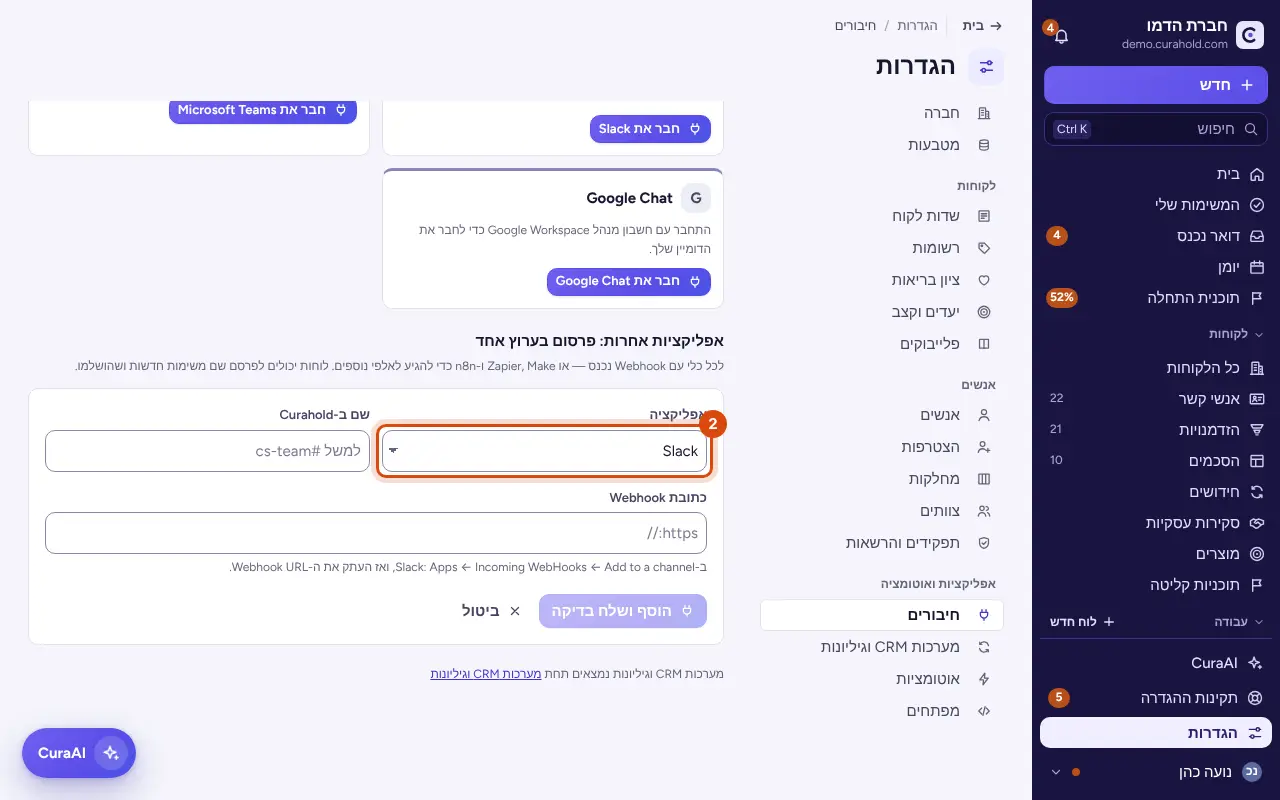 חברת הדמו
demo.curahold.com
4
חדש
חיפוש
Ctrl K
בית
המשימות שלי
דואר נכנס
4
יומן
תוכנית התחלה
52%
לקוחות
כל הלקוחות
אנשי קשר
22
הזדמנויות
21
הסכמים
10
חידושים
סקירות עסקיות
מוצרים
תוכניות קליטה
עבודה
לוח חדש
CuraAI
תקינות ההגדרה
5
הגדרות
נכ
נועה כהן
בית
הגדרות / חיבורים
הגדרות
חברה
מטבעות
לקוחות
שדות לקוח
רשומות
ציון בריאות
יעדים וקצב
פלייבוקים
אנשים
אנשים
הצטרפות
מחלקות
צוותים
תפקידים והרשאות
אפליקציות ואוטומציה
חיבורים
מערכות CRM וגיליונות
אוטומציות
מפתחים
חבר את Slack
חבר את Microsoft Teams
G
Google Chat
התחבר עם חשבון מנהל Google Workspace כדי לחבר את
הדומיין שלך.
חבר את Google Chat
אפליקציות אחרות: פרסום בערוץ אחד
לכל כלי עם Webhook נכנס — או Zapier, Make ו-n8n כדי להגיע לאלפי נוספים. לוחות יכולים לפרסם שם משימות חדשות ושהושלמו.
אפליקציה
2
Slack
שם ב-Curahold
למשל #cs-team
כתובת Webhook
https://
ב-Slack: Apps ← Incoming WebHooks ← Add to a channel, ואז העתק את ה-Webhook URL.
הוסף ושלח בדיקה
ביטול
מערכות CRM וגיליונות נמצאים תחת מערכות CRM וגיליונות
CuraAI